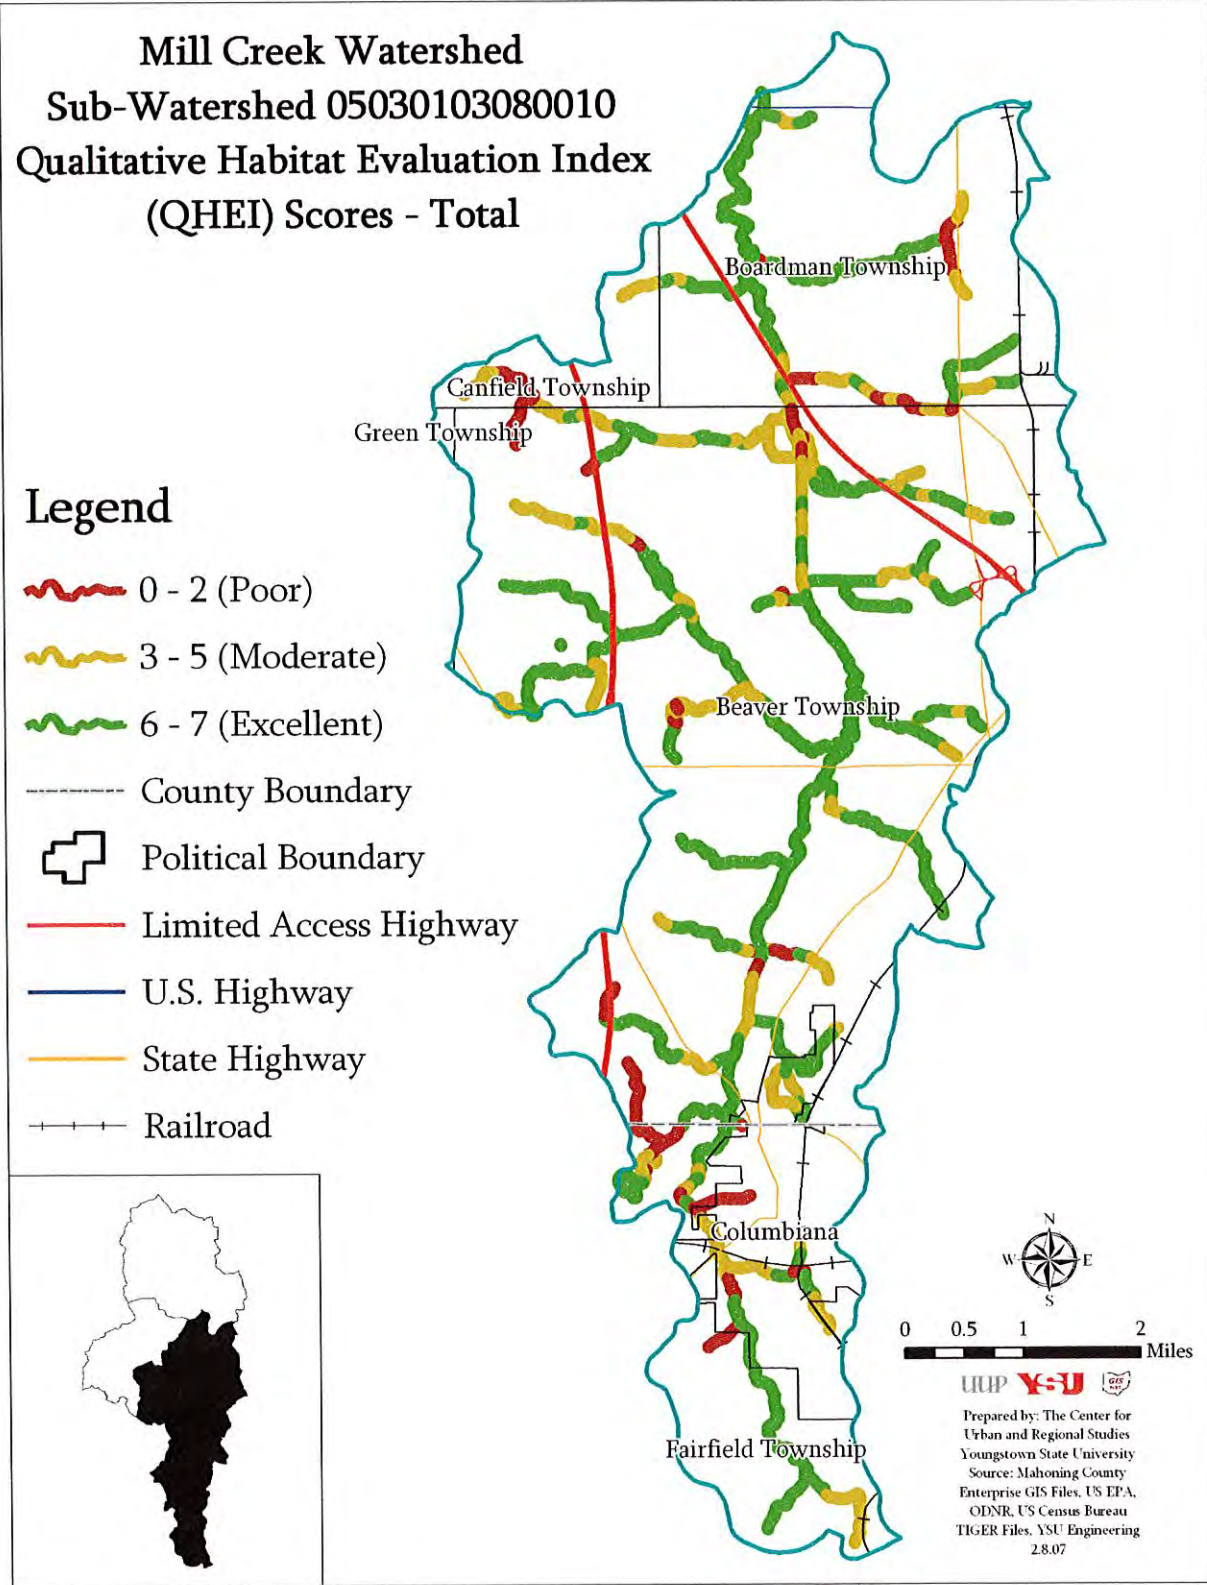 Mill Creek Watershed
Sub-Watershed 05030103080010
Qualitative Habitat Evaluation Index
(QHEI) Scores - Total
Boardman Township
Canfield Township
Green Township
Legend
0 - 2 (Poor)
3 - 5 (Moderate)
6 - 7 (Excellent)
County Boundary
Political Boundary
Limited Access Highway
U.S. Highway
State Highway
Railroad
Beaver Township
Columbiana
Fairfield Township
N
W E
S
0 0.5 1 2
Miles
UUP YSU GIS
Prepared by: The Center for
Urban and Regional Studies
Youngstown State University
Source: Mahoning County
Enterprise GIS Files, US EPA,
ODNR, US Census Bureau
TIGER Files, YSU Engineering
2.8.07